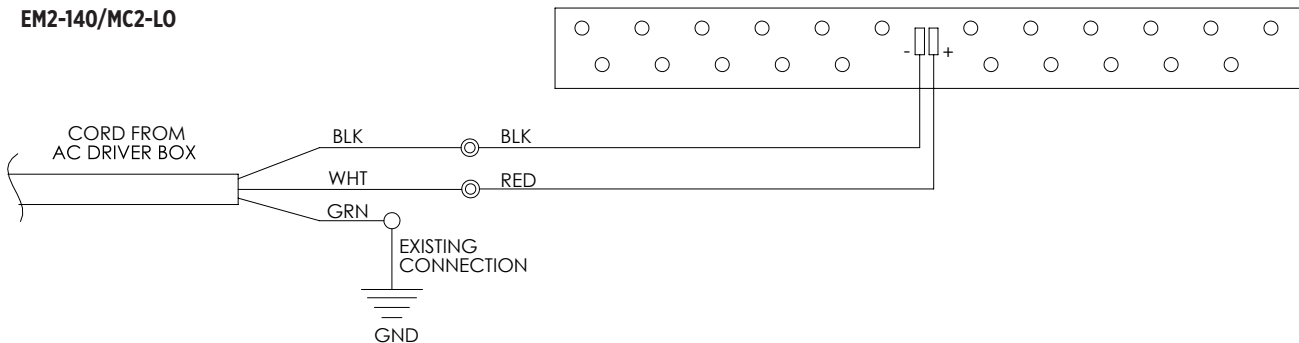 EM2-140/MC2-LO
- +
CORD FROM
AC DRIVER BOX
BLK BLK
WHT RED
GRN
EXISTING
CONNECTION
GND